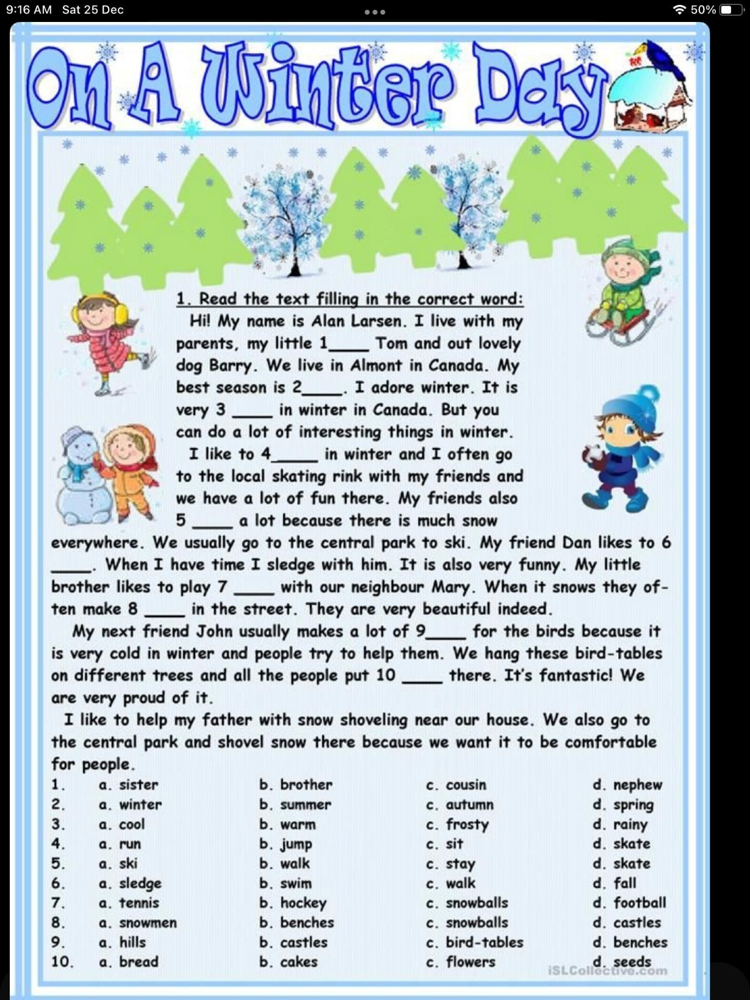 9:16 AM Sat 25 Dec
50%
On A Winter Day
1. Read the text filling in the correct word:
Hi! My name is Alan Larsen. I live with my
parents, my little 1____ Tom and out lovely
dog Barry. We live in Almont in Canada. My
best season is 2____. I adore winter. It is
very 3 ____ in winter in Canada. But you
can do a lot of interesting things in winter.
I like to 4____ in winter and I often go
to the local skating rink with my friends and
we have a lot of fun there. My friends also
5 ____ a lot because there is much snow
everywhere. We usually go to the central park to ski. My friend Dan likes to 6
____. When I have time I sledge with him. It is also very funny. My little
brother likes to play 7 ____ with our neighbour Mary. When it snows they of-
ten make 8 ____ in the street. They are very beautiful indeed.
My next friend John usually makes a lot of 9____ for the birds because it
is very cold in winter and people try to help them. We hang these bird-tables
on different trees and all the people put 10 ____ there. It's fantastic! We
are very proud of it.
I like to help my father with snow shoveling near our house. We also go to
the central park and shovel snow there because we want it to be comfortable
for people.
1. a. sister b. brother c. cousin d. nephew
2. a. winter b. summer c. autumn d. spring
3. a. cool b. warm c. frosty d. rainy
4. a. run b. jump c. sit d. skate
5. a. ski b. walk c. stay d. skate
6. a. sledge b. swim c. walk d. fall
7. a. tennis b. hockey c. snowballs d. football
8. a. snowmen b. benches c. snowballs d. castles
9. a. hills b. castles c. bird-tables d. benches
10. a. bread b. cakes c. flowers d. seeds
iSLCollective.com